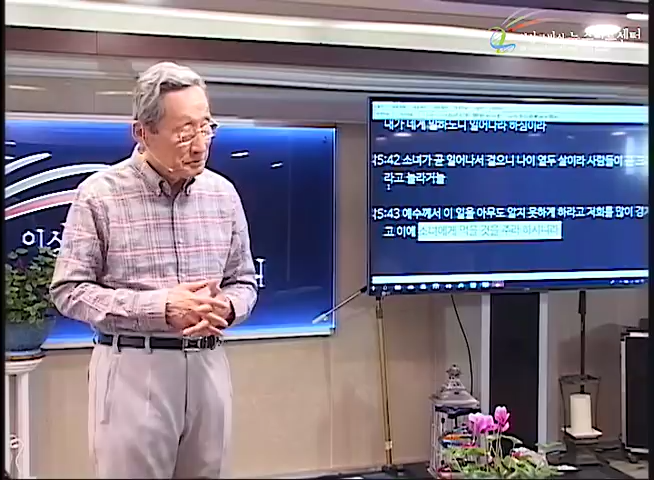 내가 네게 말하노니 일어나라 하심이라
5:42 소녀가 곧 일어나서 걸으니 나이 열두 살이라 사람들이 곧 크
라고 놀라거늘
5:43 예수께서 이 일을 아무도 알지 못하게 하라고 저희를 많이 경
고 이에 소녀에게 먹을 것을 주라 하시니라